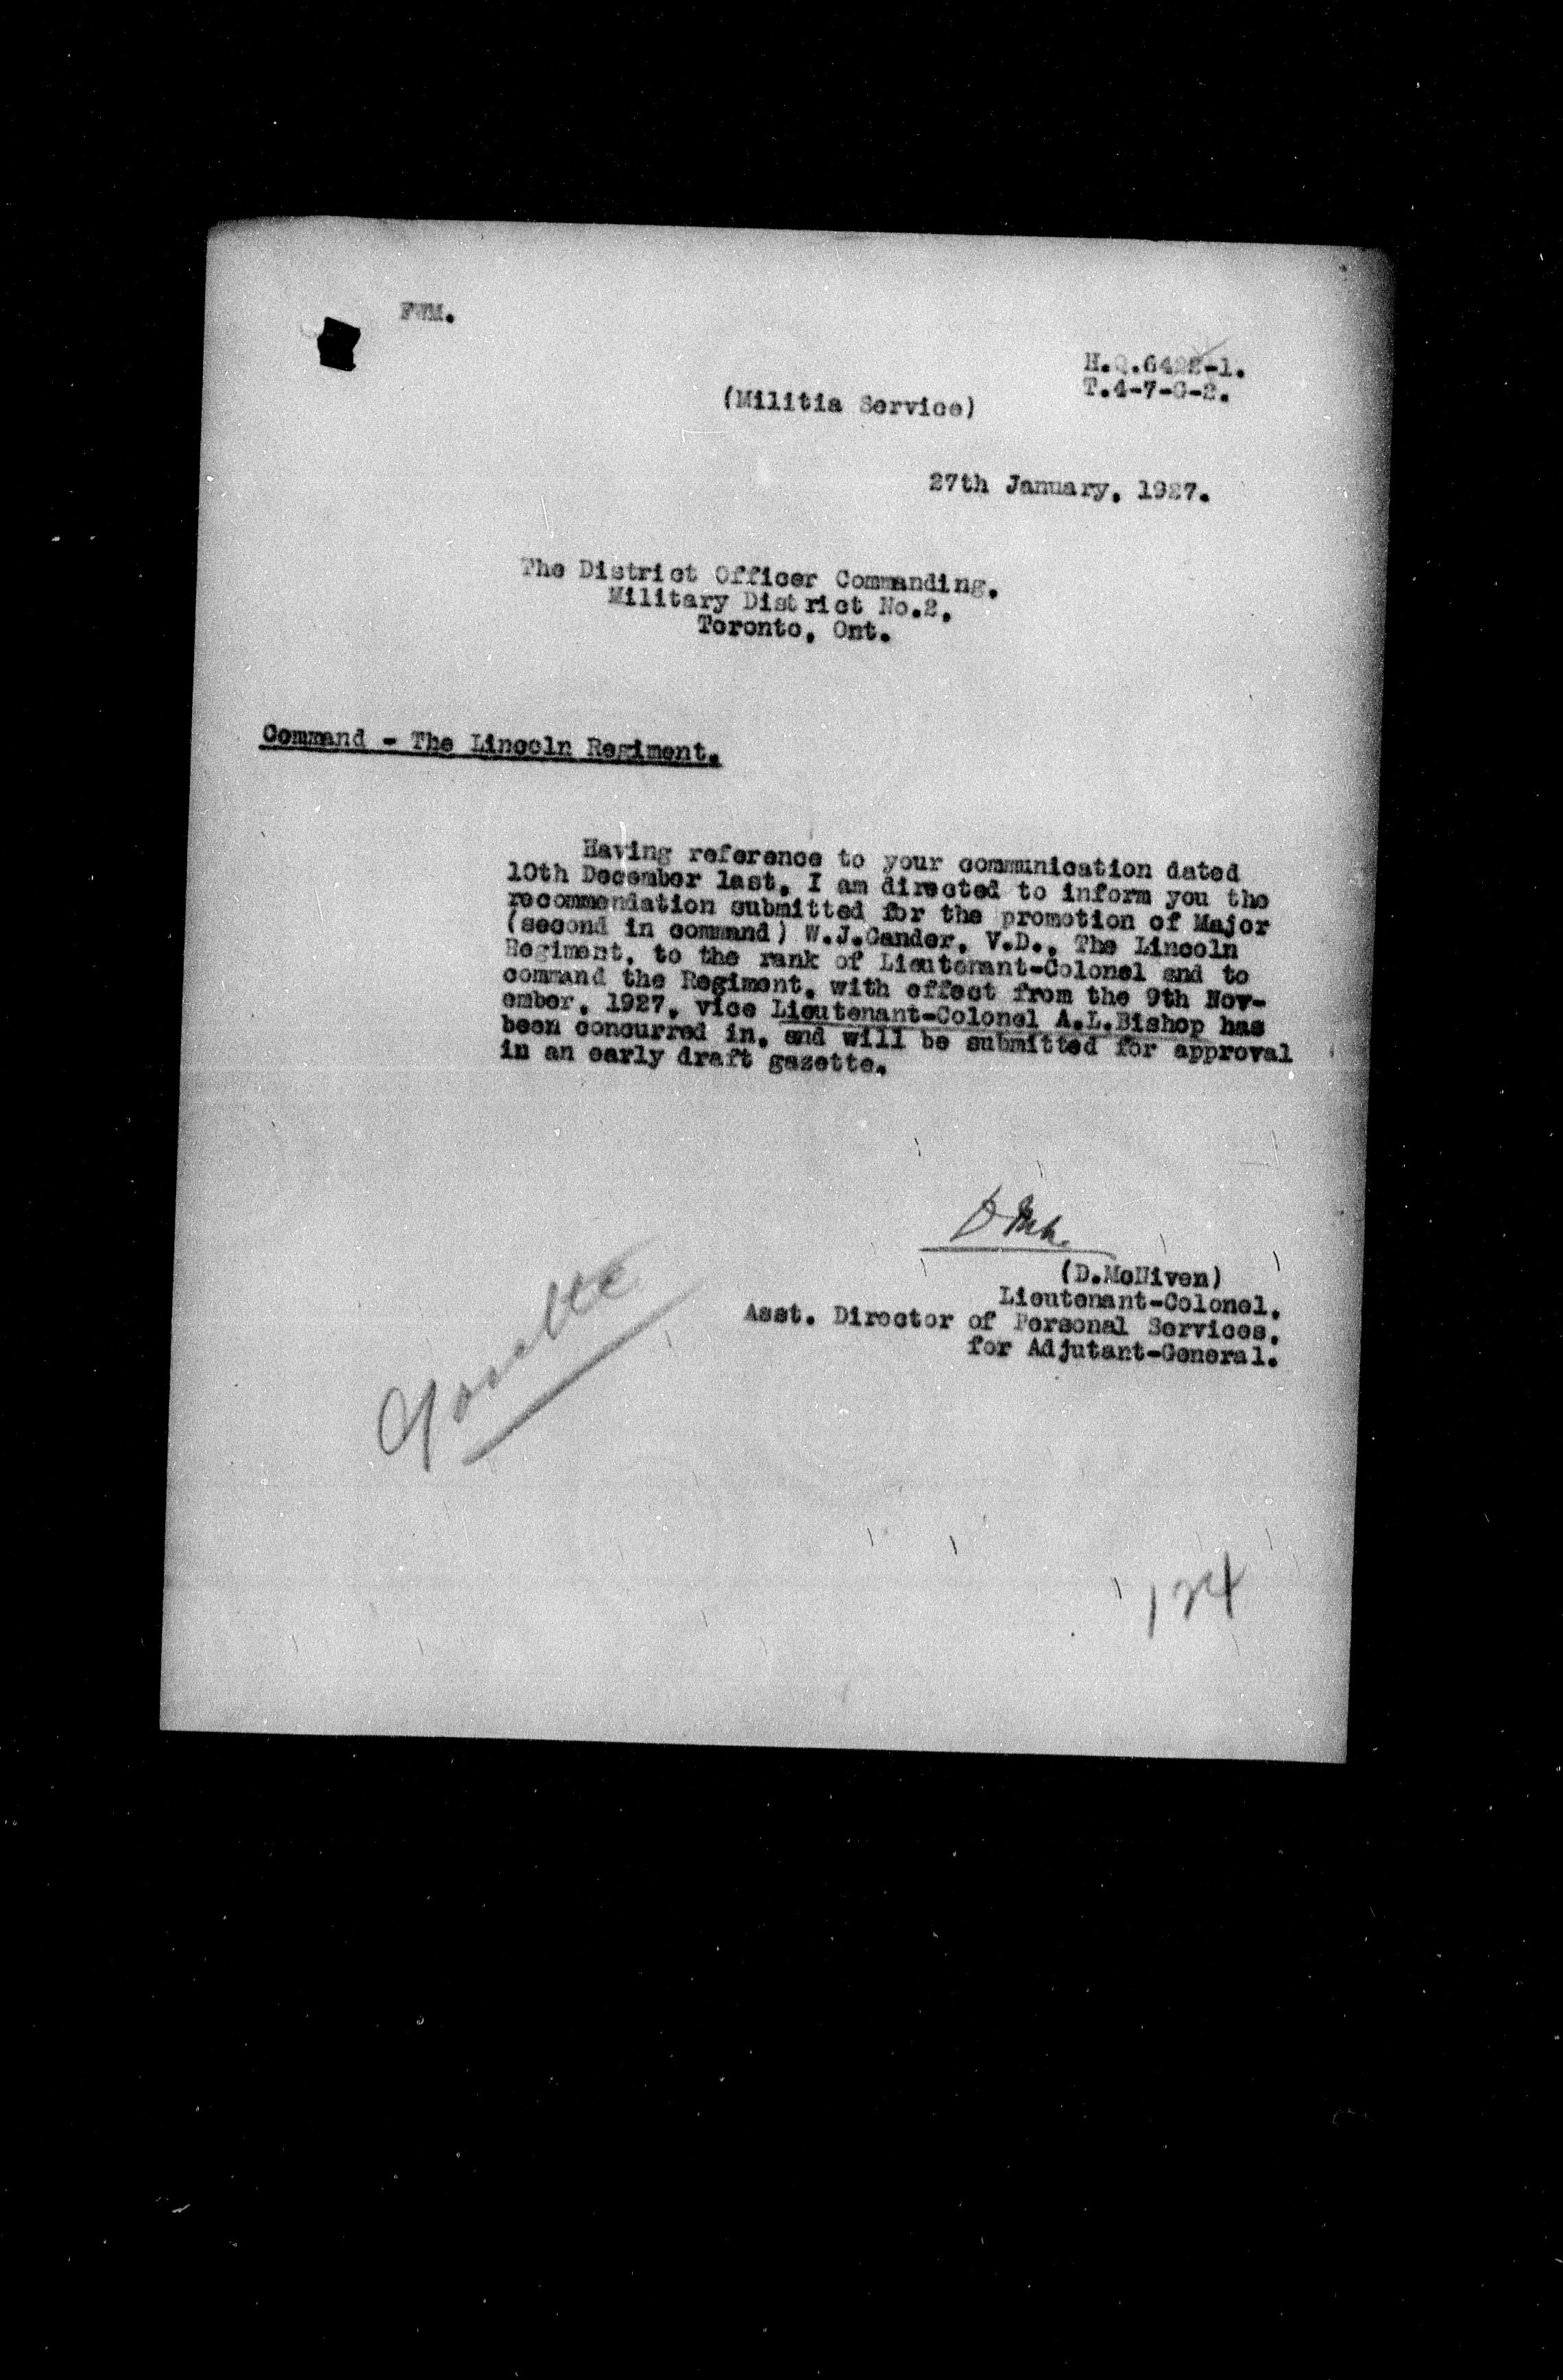 FWM.
H.Q.6422-1.
T.4-7-C-2.
(Militia Service)
27th January, 1927.
The District Officer Commanding,
Military District No.2,
Toronto, Ont.
Command - The Lincoln Regiment.
Having reference to your communication dated
10th December last, I am directed to inform you the
recommendation submitted for the promotion of Major
(second in command) W.J.Gander, V.D., The Lincoln
Regiment, to the rank of Lieutenant-Colonel and to
command the Regiment, with effect from the 9th Nov-
ember, 1927, vice Lieutenant-Colonel A.L.Bishop has
been concurred in, and will be submitted for approval
in an early draft gazette.
(D.McNiven)
Lieutenant-Colonel,
Asst. Director of Personal Services,
for Adjutant-General.
Gazette
124